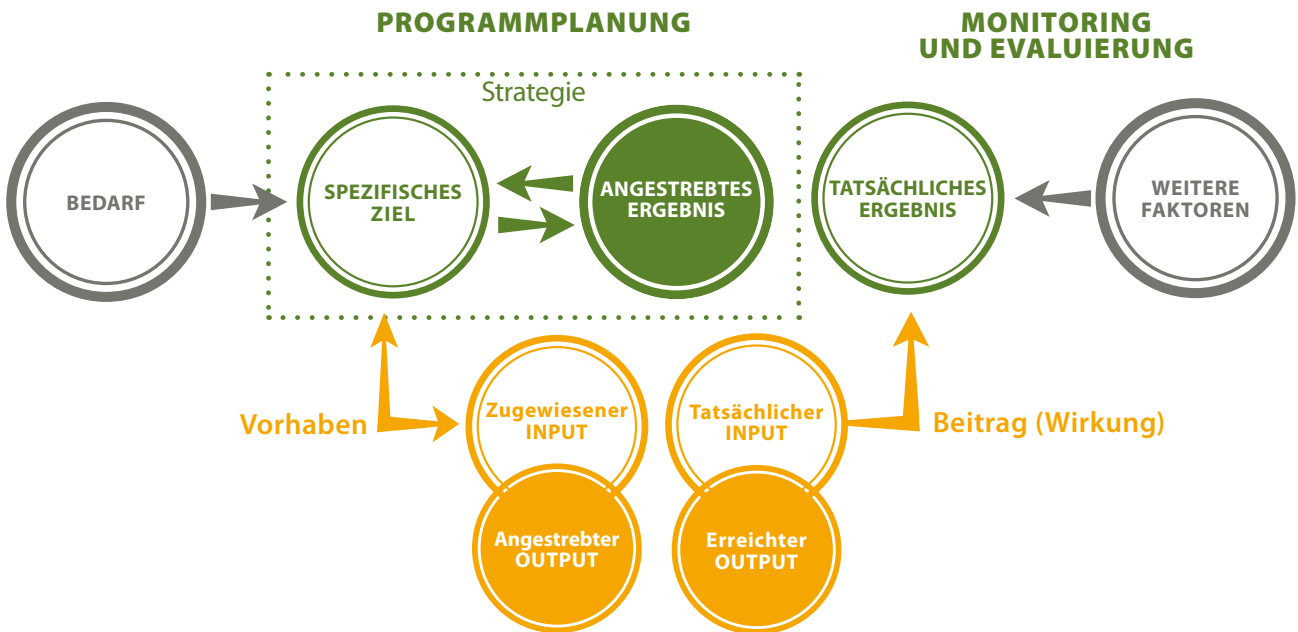 PROGRAMMPLANUNG
MONITORING
UND EVALUIERUNG
Strategie
BEDARF
SPEZIFISCHES
ZIEL
ANGESTREBTES
ERGEBNIS
TATSÄCHLICHES
ERGEBNIS
WEITERE
FAKTOREN
Vorhaben
Zugewiesener
INPUT
Tatsächlicher
INPUT
Beitrag (Wirkung)
Angestrebter
OUTPUT
Erreichter
OUTPUT